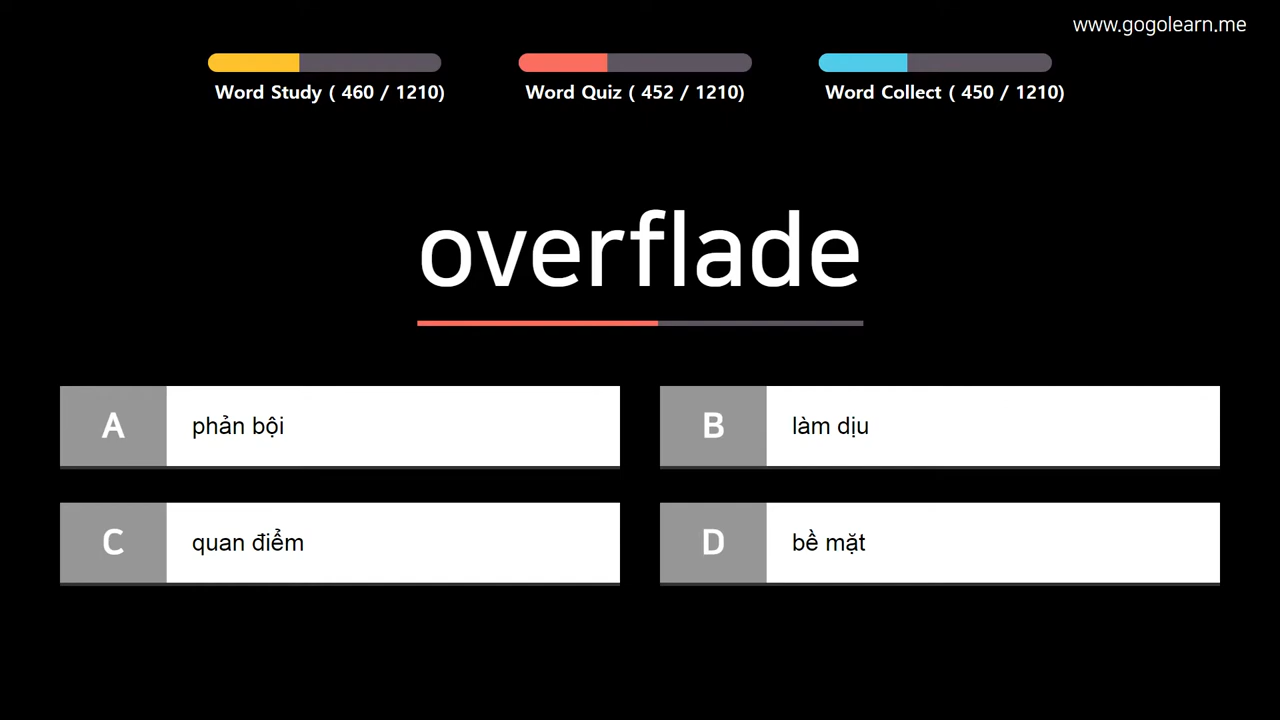 www.gogolearn.me
Word Study ( 460 / 1210)
Word Quiz ( 452 / 1210)
Word Collect ( 450 / 1210)
overflade
A phản bội
B làm dịu
C quan điểm
D bề mặt